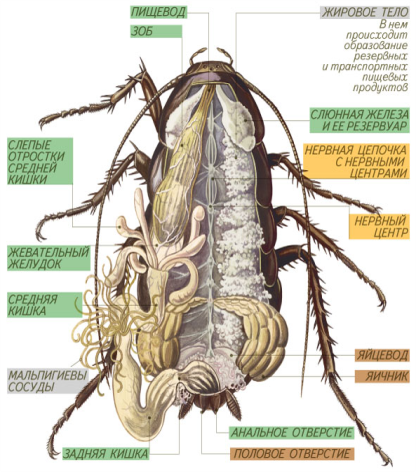 ПИЩЕВОД
ЗОБ
ЖИРОВОЕ ТЕЛО
В нем
происходит
образование
резервных
и транспортных
пищевых
продуктов
СЛЮННАЯ ЖЕЛЕЗА
И ЕЕ РЕЗЕРВУАР
СЛЕПЫЕ
ОТРОСТКИ
СРЕДНЕЙ
КИШКИ
НЕРВНАЯ ЦЕПОЧКА
С НЕРВНЫМИ
ЦЕНТРАМИ
НЕРВНЫЙ
ЦЕНТР
ЖЕВАТЕЛЬНЫЙ
ЖЕЛУДОК
СРЕДНЯЯ
КИШКА
ЯЙЦЕВОД
МАЛЬПИГИЕВЫ
СОСУДЫ
ЯИЧНИК
АНАЛЬНОЕ ОТВЕРСТИЕ
ЗАДНЯЯ КИШКА
ПОЛОВОЕ ОТВЕРСТИЕ